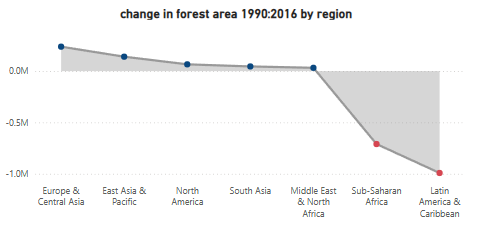 change in forest area 1990:2016 by region
0.0M
-0.5M
-1.0M
Europe &
Central Asia
East Asia &
Pacific
North
America
South Asia
Middle East
& North
Africa
Sub-Saharan
Africa
Latin
America &
Caribbean